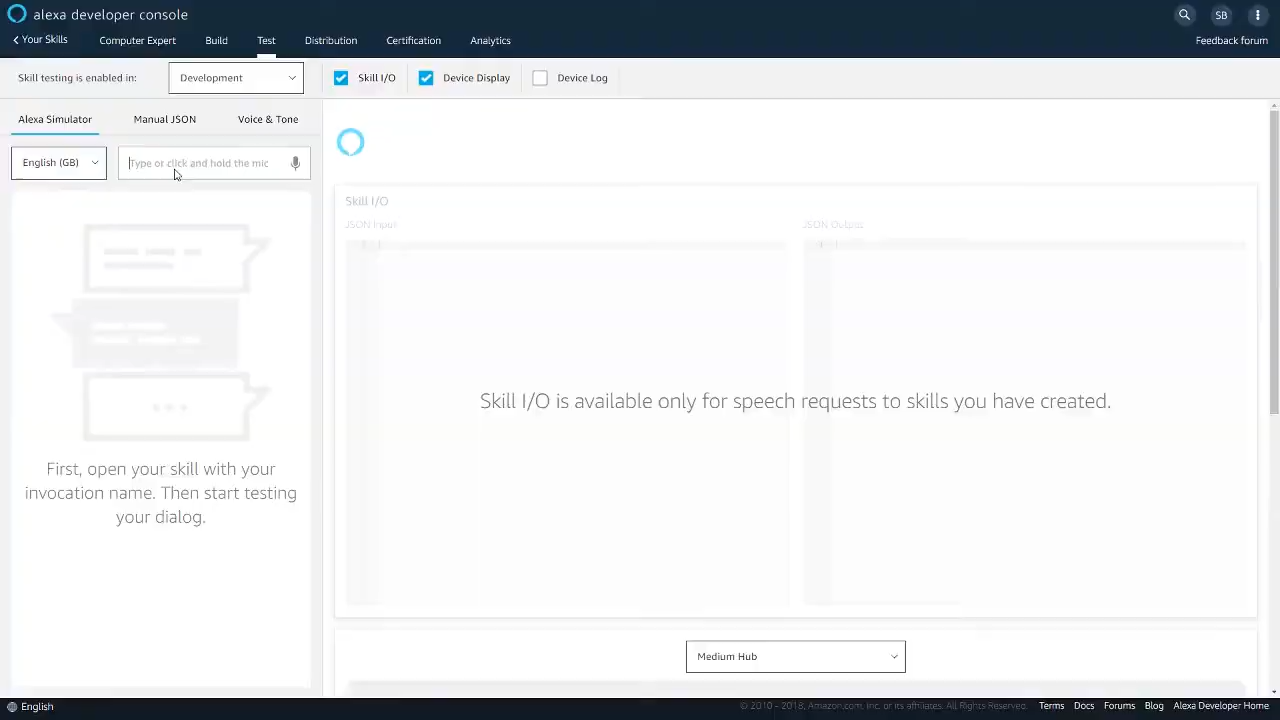 alexa developer console
SB
Your Skills
Computer Expert
Build
Test
Distribution
Certification
Analytics
Feedback forum
Skill testing is enabled in:
Development
Skill I/O
Device Display
Device Log
Alexa Simulator
Manual JSON
Voice & Tone
English (GB)
Type or click and hold the mic
Skill I/O
JSON Input
JSON Output
Skill I/O is available only for speech requests to skills you have created.
First, open your skill with your
invocation name. Then start testing
your dialog.
Medium Hub
English
© 2010 - 2018, Amazon.com, Inc. or its affiliates. All Rights Reserved.
Terms
Docs
Forums
Blog
Alexa Developer Home